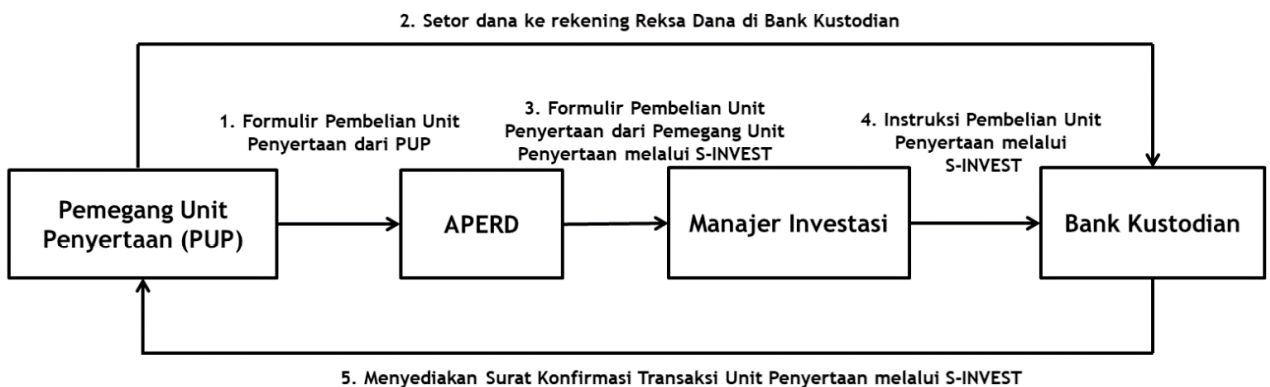 2. Setor dana ke rekening Reksa Dana di Bank Kustodian
1. Formulir Pembelian Unit
Penyertaan dari PUP
3. Formulir Pembelian Unit
Penyertaan dari Pemegang Unit
Penyertaan melalui S-INVEST
4. Instruksi Pembelian Unit
Penyertaan melalui
S-INVEST
Pemegang Unit
Penyertaan (PUP)
APERD
Manajer Investasi
Bank Kustodian
5. Menyediakan Surat Konfirmasi Transaksi Unit Penyertaan melalui S-INVEST